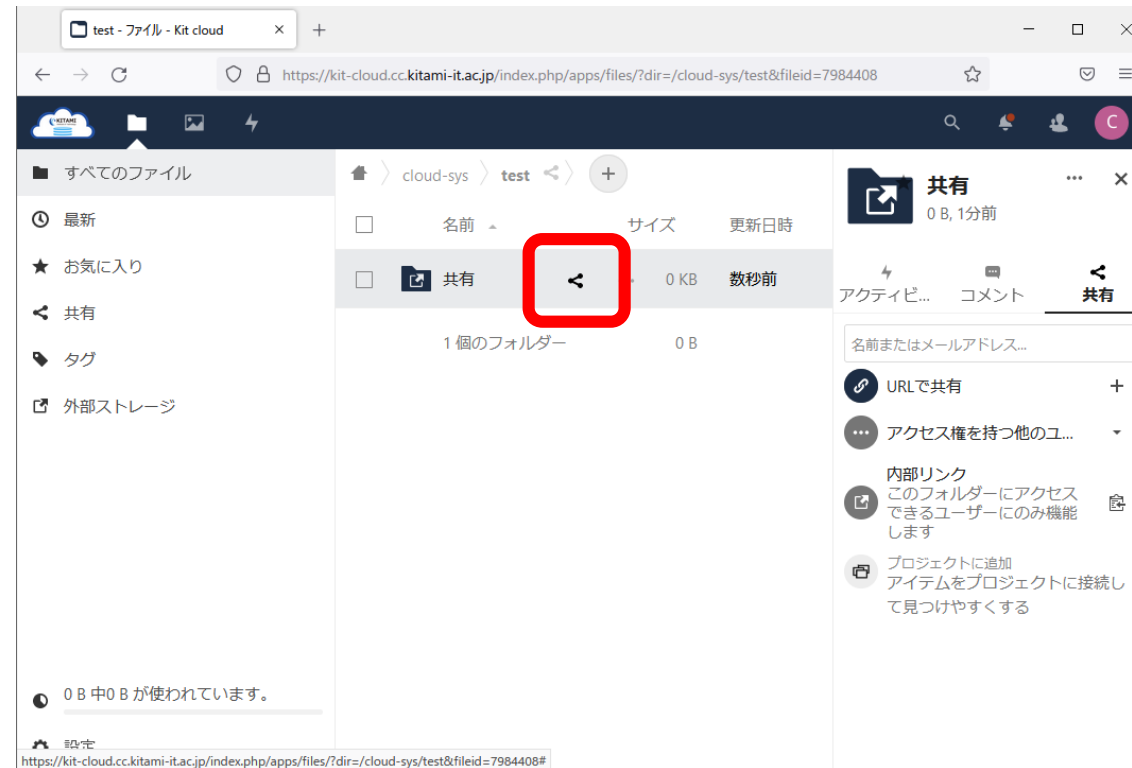 test - ファイル - Kit cloud
https://kit-cloud.cc.kitami-it.ac.jp/index.php/apps/files/?dir=/cloud-sys/test&fileid=7984408
KITAMI
C
すべてのファイル
最新
お気に入り
共有
タグ
外部ストレージ
0 B 中0 B が使われています。
設定
cloud-sys
test
名前
サイズ
更新日時
共有
0 KB
数秒前
1 個のフォルダー
0 B
共有
0 B, 1分前
アクティビ...
コメント
共有
名前またはメールアドレス...
URLで共有
アクセス権を持つ他のユ...
内部リンク
このフォルダーにアクセス
できるユーザーにのみ機能
します
プロジェクトに追加
アイテムをプロジェクトに接続し
て見つけやすくする
https://kit-cloud.cc.kitami-it.ac.jp/index.php/apps/files/?dir=/cloud-sys/test&fileid=7984408#